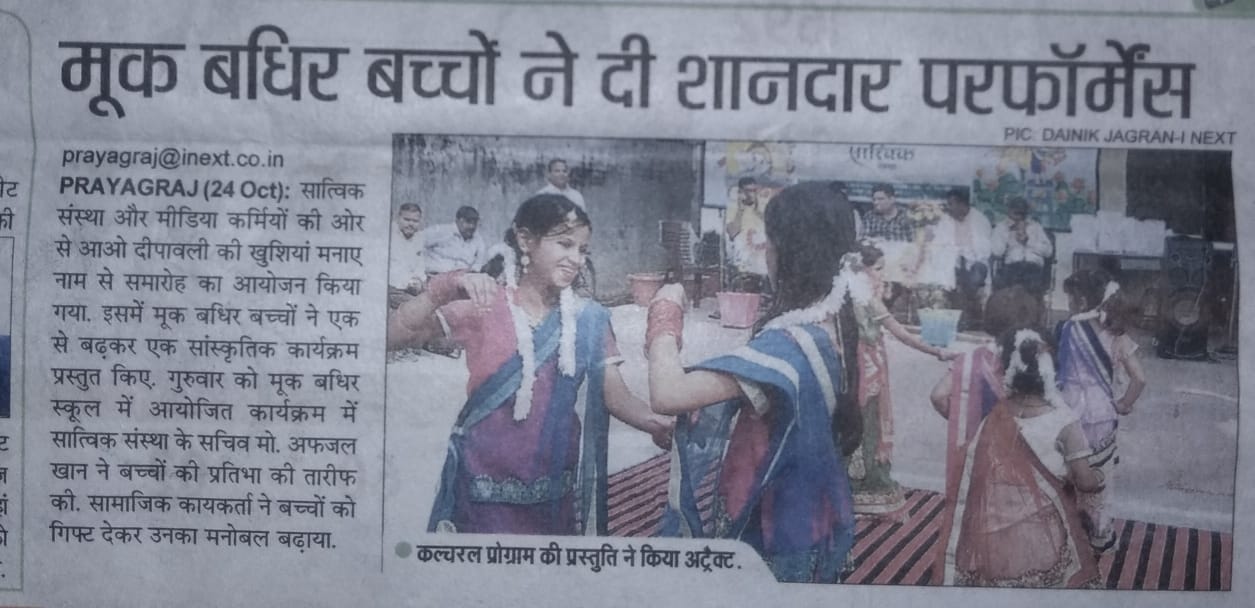 मूक बधिर बच्चों ने दी शानदार परफॉर्मेंस
PIC: DAINIK JAGRAN-I NEXT
prayagraj@inext.co.in
PRAYAGRAJ (24 Oct): सात्विक
संस्था और मीडिया कर्मियों की ओर
से आओ दीपावली की खुशियां मनाए
नाम से समारोह का आयोजन किया
गया. इसमें मूक बधिर बच्चों ने एक
से बढ़कर एक सांस्कृतिक कार्यक्रम
प्रस्तुत किए. गुरुवार को मूक बधिर
स्कूल में आयोजित कार्यक्रम में
सात्विक संस्था के सचिव मो. अफजल
खान ने बच्चों की प्रतिभा की तारीफ
की. सामाजिक कायकर्ता ने बच्चों को
गिफ्ट देकर उनका मनोबल बढ़ाया.
सात्विक
कल्चरल प्रोग्राम की प्रस्तुति ने किया अट्रैक्ट.